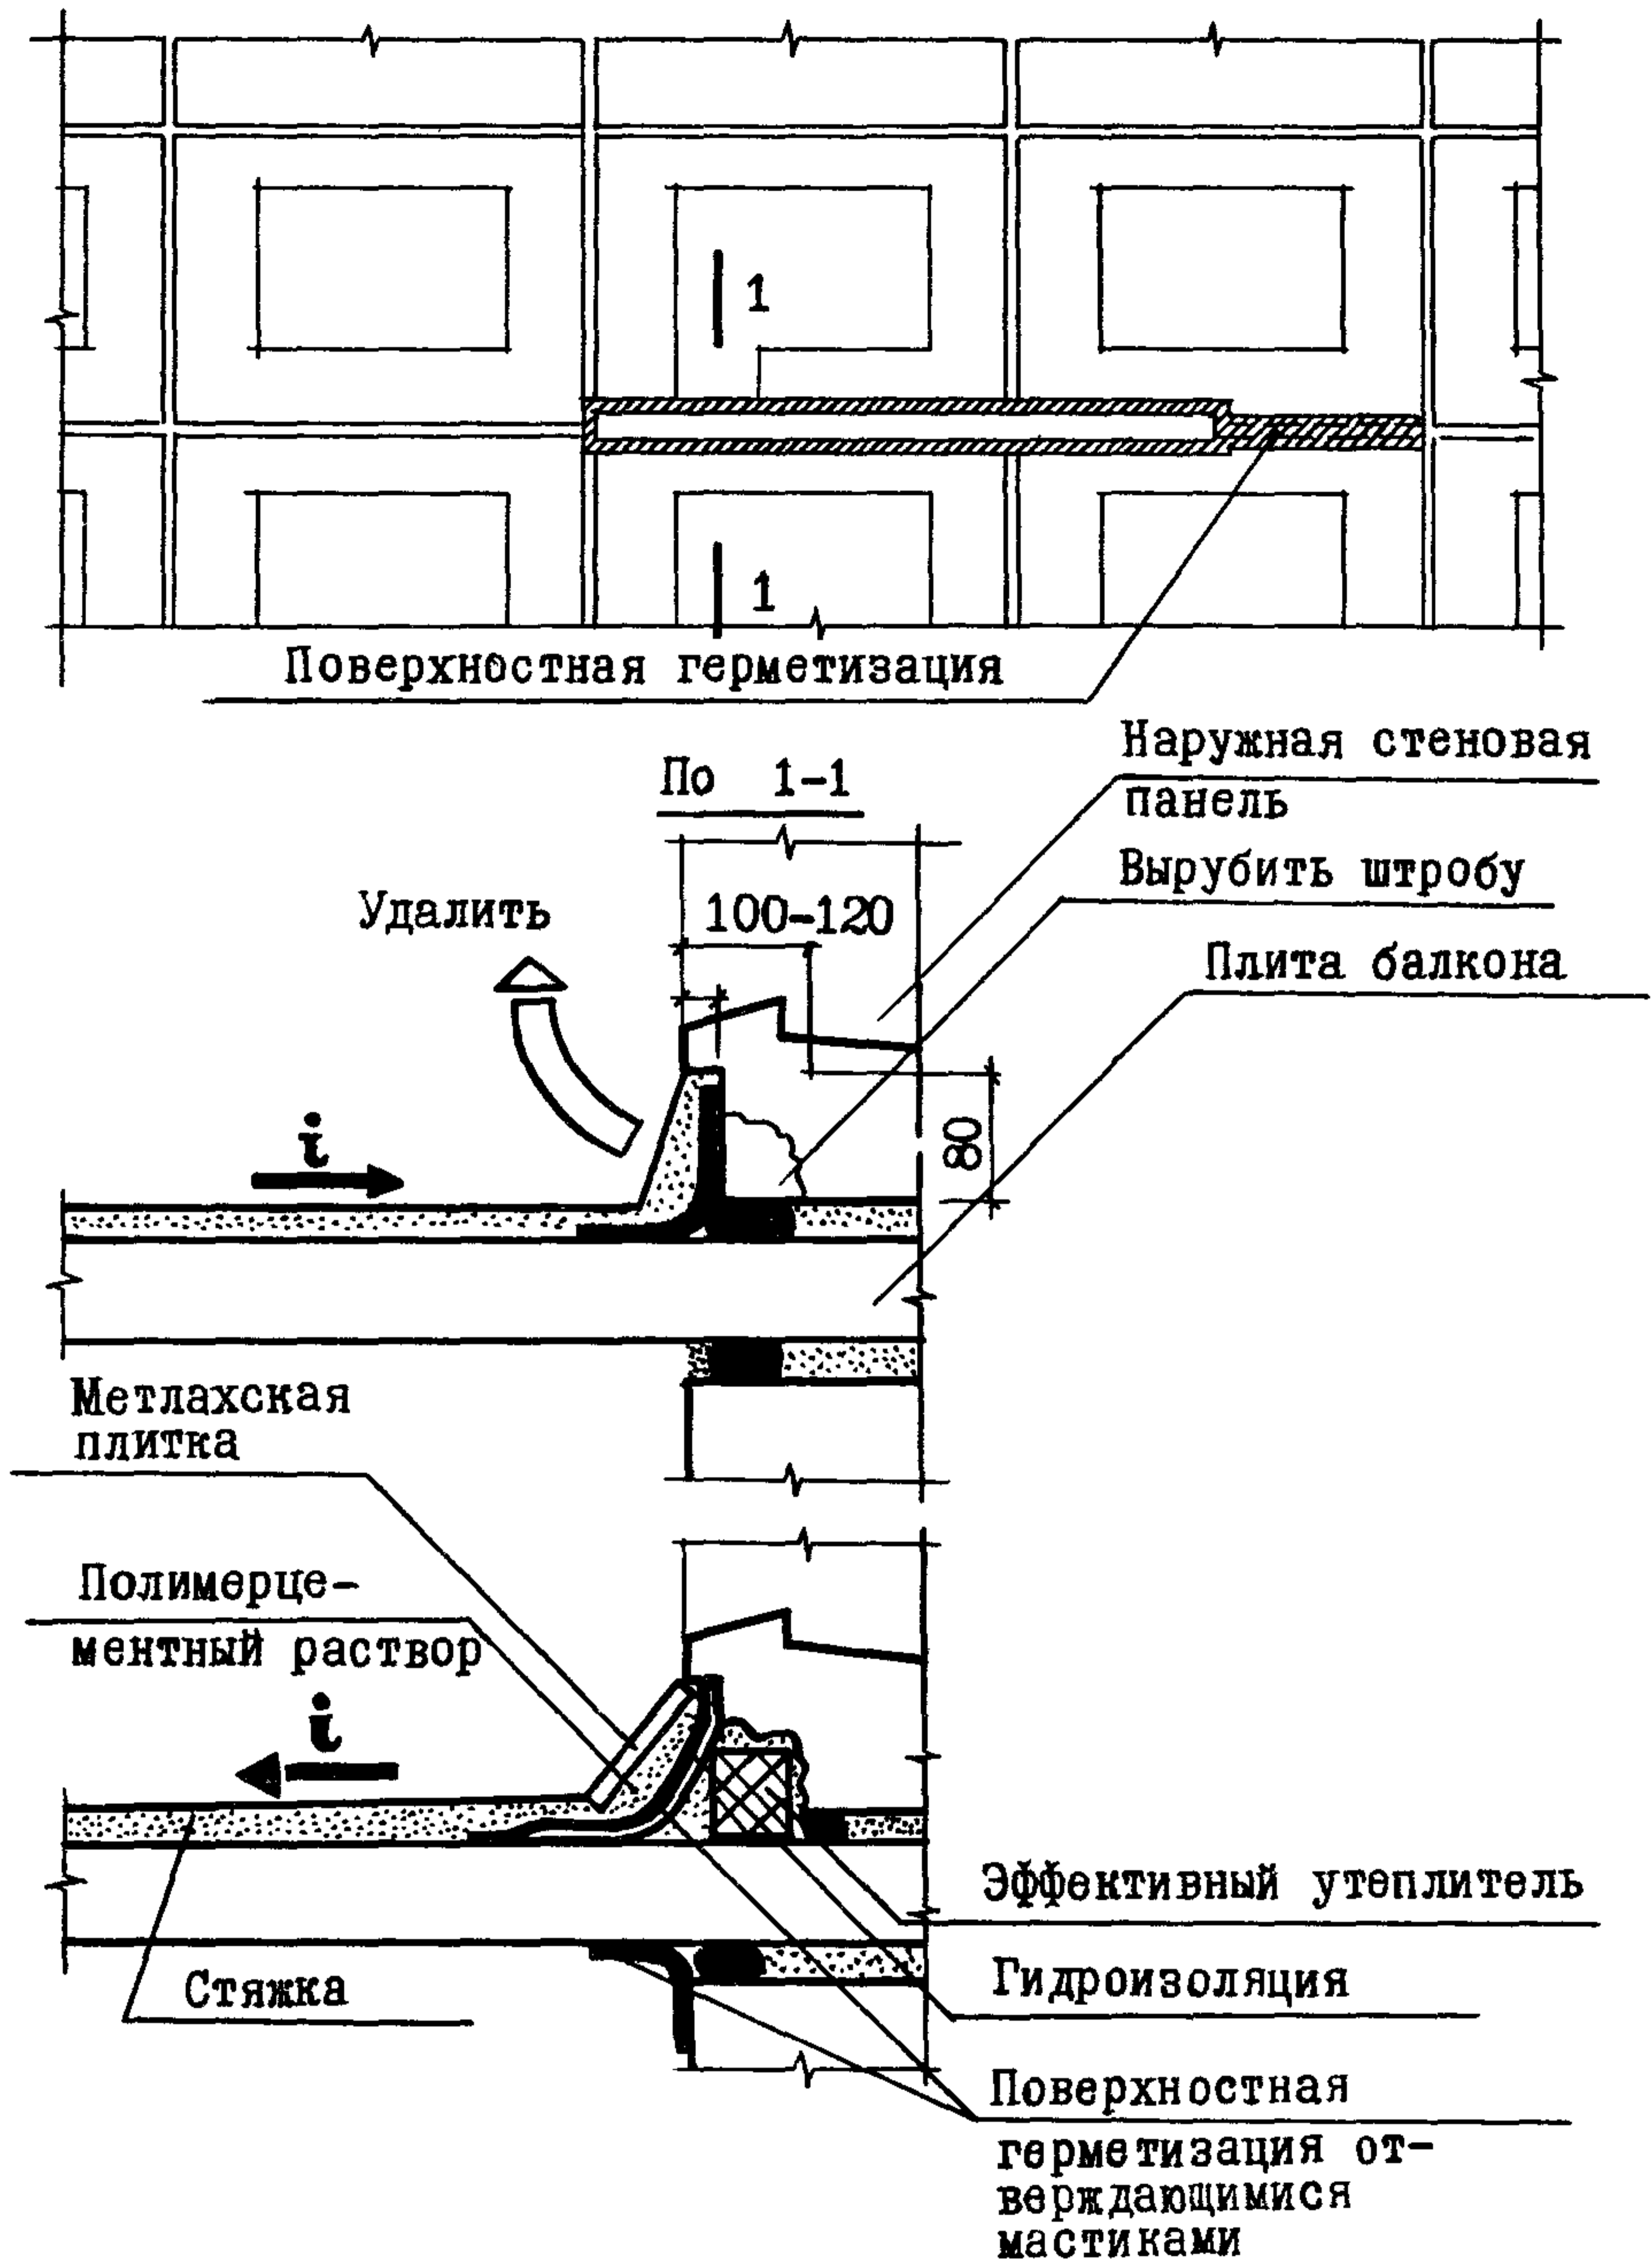 1
1
Поверхностная герметизация
По 1-1
Наружная стеновая
панель
Вырубить штробу
Удалить
100-120
Плита балкона
i
80
Метлахская
плитка
Полимерце-
ментный раствор
i
Эффективный утеплитель
Гидроизоляция
Стяжка
Поверхностная
герметизация от-
верждающимися
мастиками